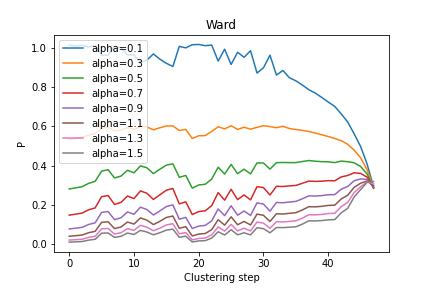 Ward
1.0
0.8
0.6
0.4
0.2
0.0
P
alpha=0.1
alpha=0.3
alpha=0.5
alpha=0.7
alpha=0.9
alpha=1.1
alpha=1.3
alpha=1.5
0 10 20 30 40
Clustering step